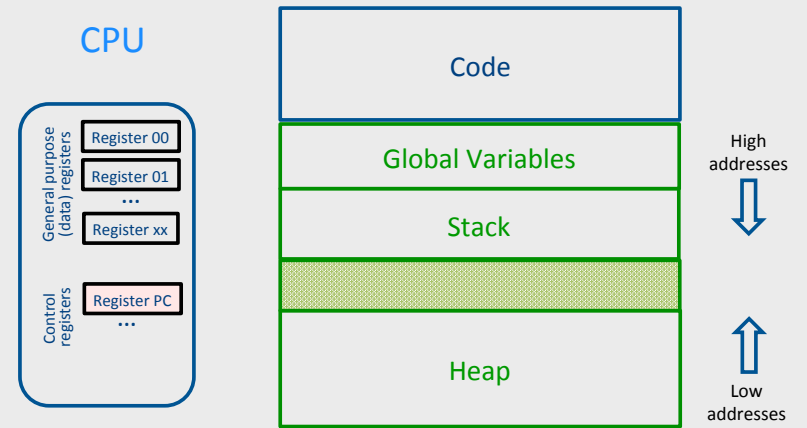 CPU
General purpose
(data) registers
Register 00
Register 01
...
Register xx
Control
registers
Register PC
...
Code
Global Variables
Stack
Heap
High
addresses
Low
addresses